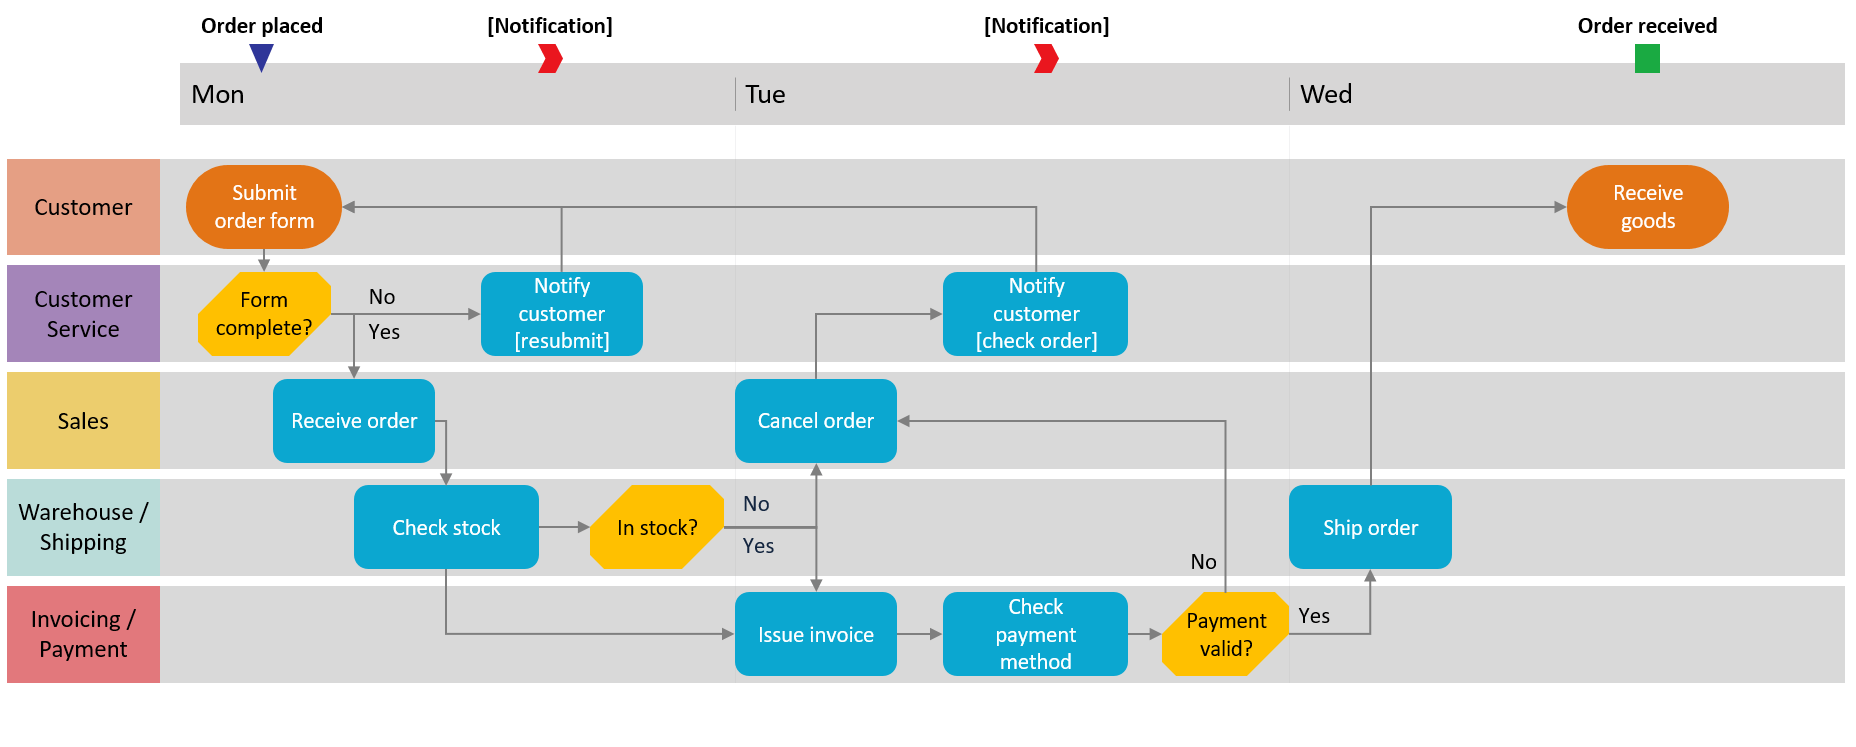 Order placed
[Notification]
[Notification]
Order received
Mon
Tue
Wed
Customer
Submit
order form
Receive
goods
Customer
Service
Form
complete?
No
Yes
Notify
customer
[resubmit]
Notify
customer
[check order]
Sales
Receive order
Cancel order
Warehouse /
Shipping
Check stock
In stock?
No
Yes
No
Ship order
Invoicing /
Payment
Issue invoice
Check
payment
method
Payment
valid?
Yes